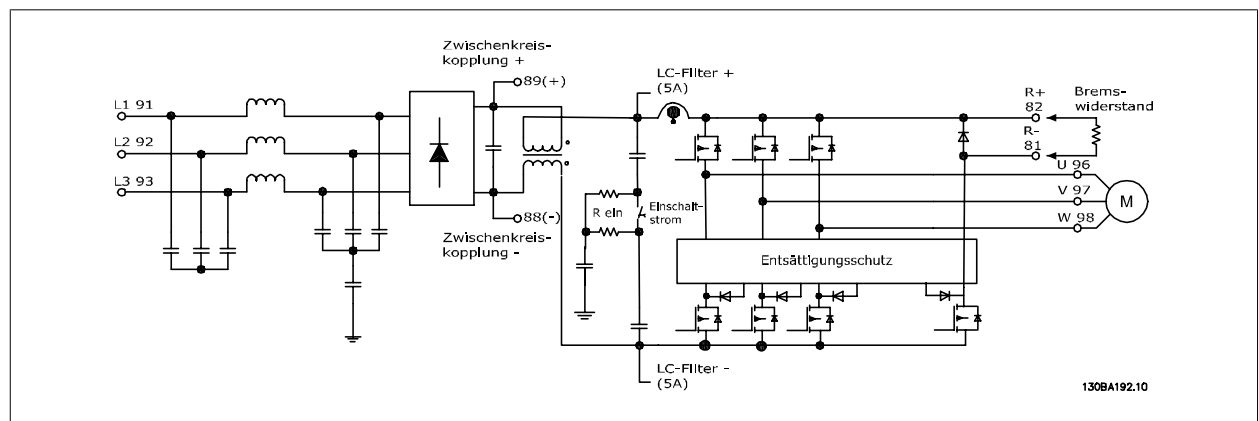 Zwischenkreis-
kopplung +
89(+)
LC-Filter +
(5A)
R+
82
Brems-
widerstand
L1 91
R-
81
L2 92
U 96
L3 93
V 97
M
R ein
Einschalt-
strom
W 98
88(-)
Zwischenkreis-
kopplung -
Entsättigungsschutz
LC-Filter -
(5A)
130BA192.10